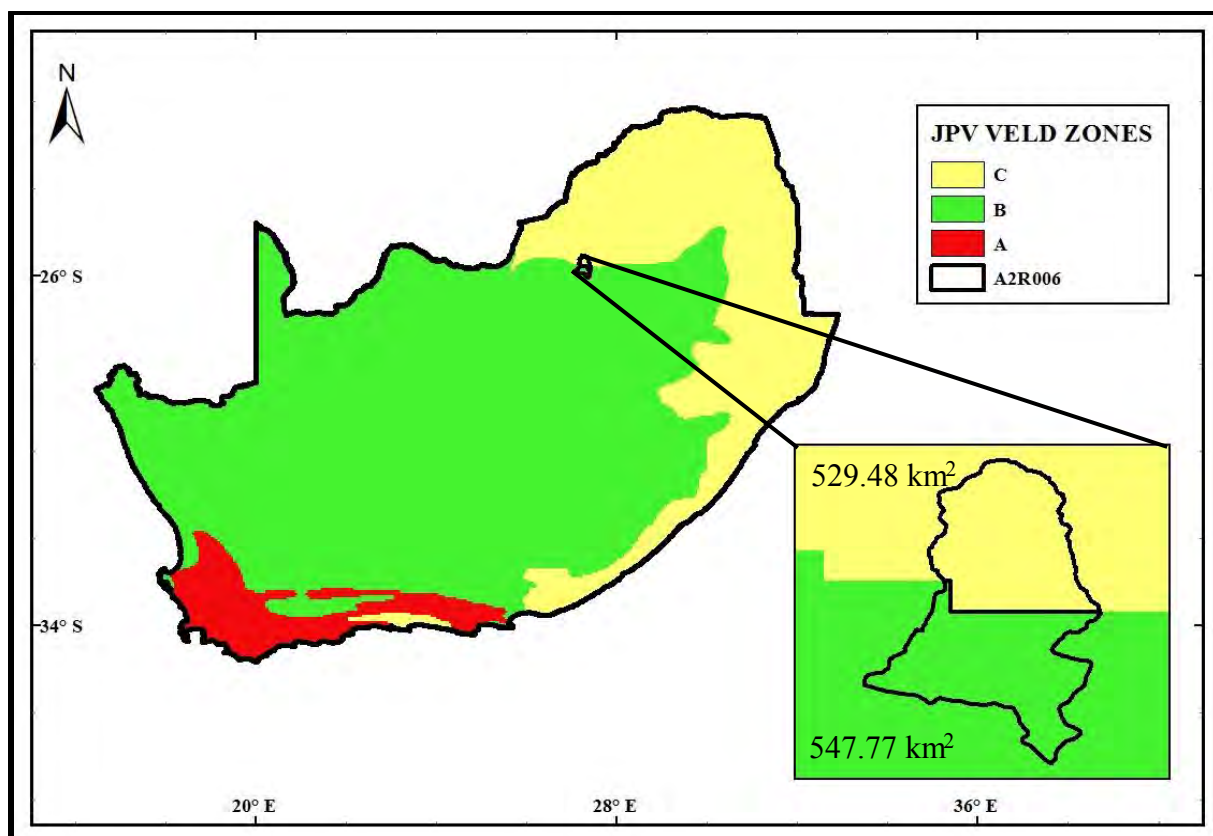 N
JPV VELD ZONES
C
B
A
A2R006
26° S
34° S
529.48 km²
547.77 km²
20° E
28° E
36° E